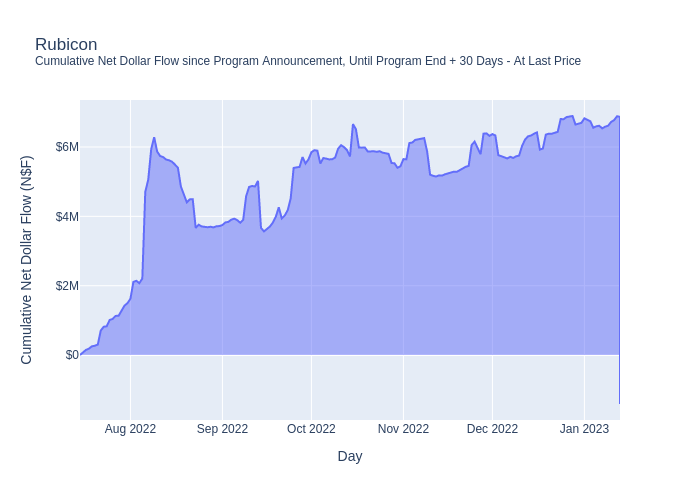 Rubicon
Cumulative Net Dollar Flow since Program Announcement, Until Program End + 30 Days - At Last Price
Cumulative Net Dollar Flow (N$F)
$6M
$4M
$2M
$0
Aug 2022 Sep 2022 Oct 2022 Nov 2022 Dec 2022 Jan 2023
Day